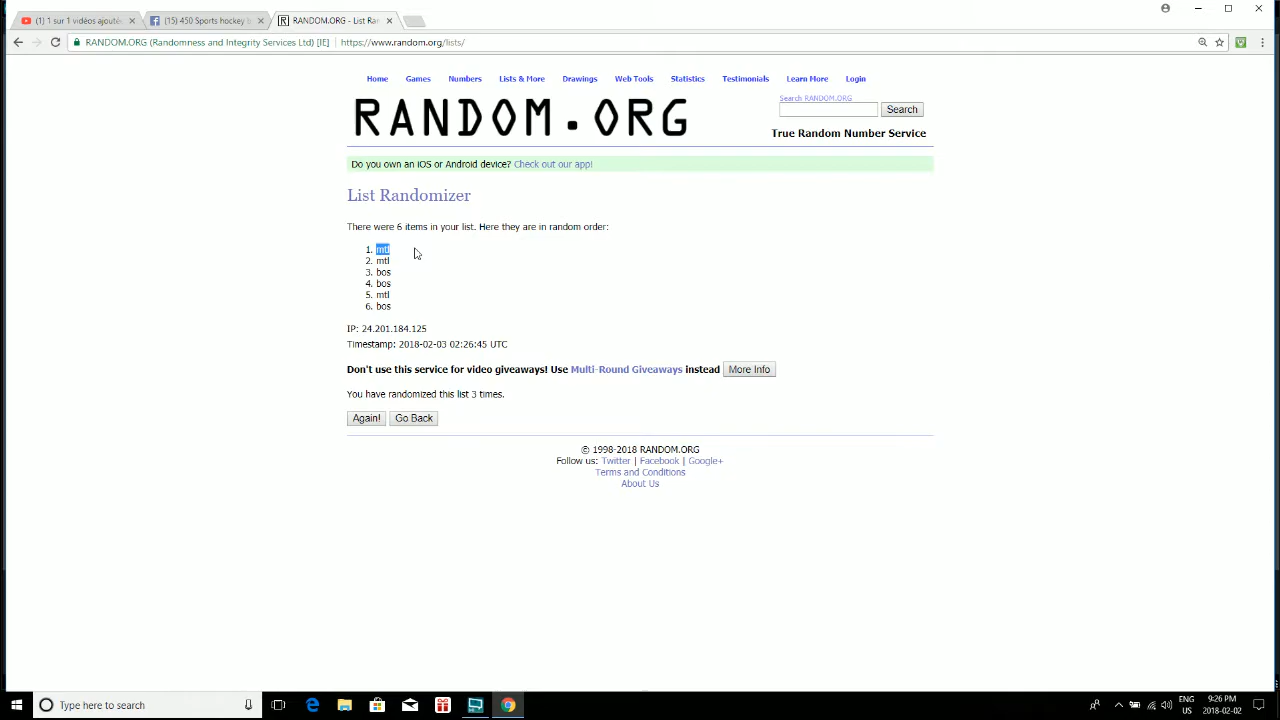 (1) 1 sur 1 vidéos ajouté
(15) 450 Sports hockey b
RANDOM.ORG - List Ra
RANDOM.ORG (Randomness and Integrity Services Ltd) [IE] https://www.random.org/lists/
Home Games Numbers Lists & More Drawings Web Tools Statistics Testimonials Learn More Login
RANDOM.ORG
Search RANDOM.ORG
Search
True Random Number Service
Do you own an iOS or Android device? Check out our app!
List Randomizer
There were 6 items in your list. Here they are in random order:
1. mtl
2. mtl
3. bos
4. bos
5. mtl
6. bos
IP: 24.201.184.125
Timestamp: 2018-02-03 02:26:45 UTC
Don't use this service for video giveaways! Use Multi-Round Giveaways instead More Info
You have randomized this list 3 times.
Again! Go Back
© 1998-2018 RANDOM.ORG
Follow us: Twitter | Facebook | Google+
Terms and Conditions
About Us
Type here to search
ENG 9:26 PM
US 2018-02-02